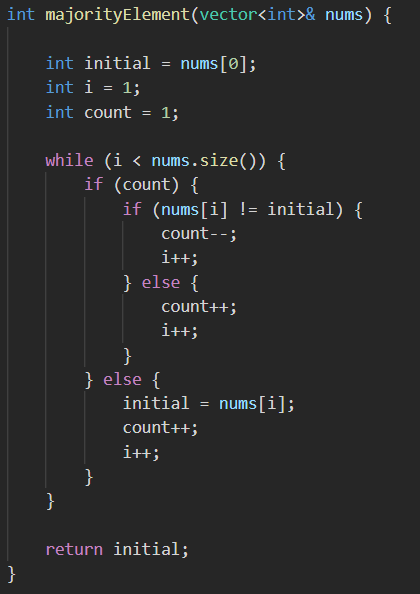 int majorityElement(vector<int>& nums) {

    int initial = nums[0];
    int i = 1;
    int count = 1;

    while (i < nums.size()) {
        if (count) {
            if (nums[i] != initial) {
                count--;
                i++;
            } else {
                count++;
                i++;
            }
        } else {
            initial = nums[i];
            count++;
            i++;
        }
    }

    return initial;
}